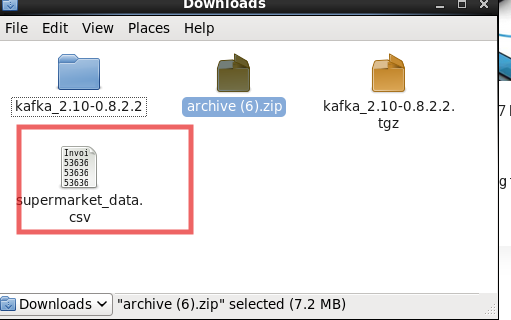 Downloads
File Edit View Places Help
kafka_2.10-0.8.2.2
archive (6).zip
kafka_2.10-0.8.2.2.
tgz
Invoi
53636
53636
53636
supermarket_data.
csv
Downloads
"archive (6).zip" selected (7.2 MB)